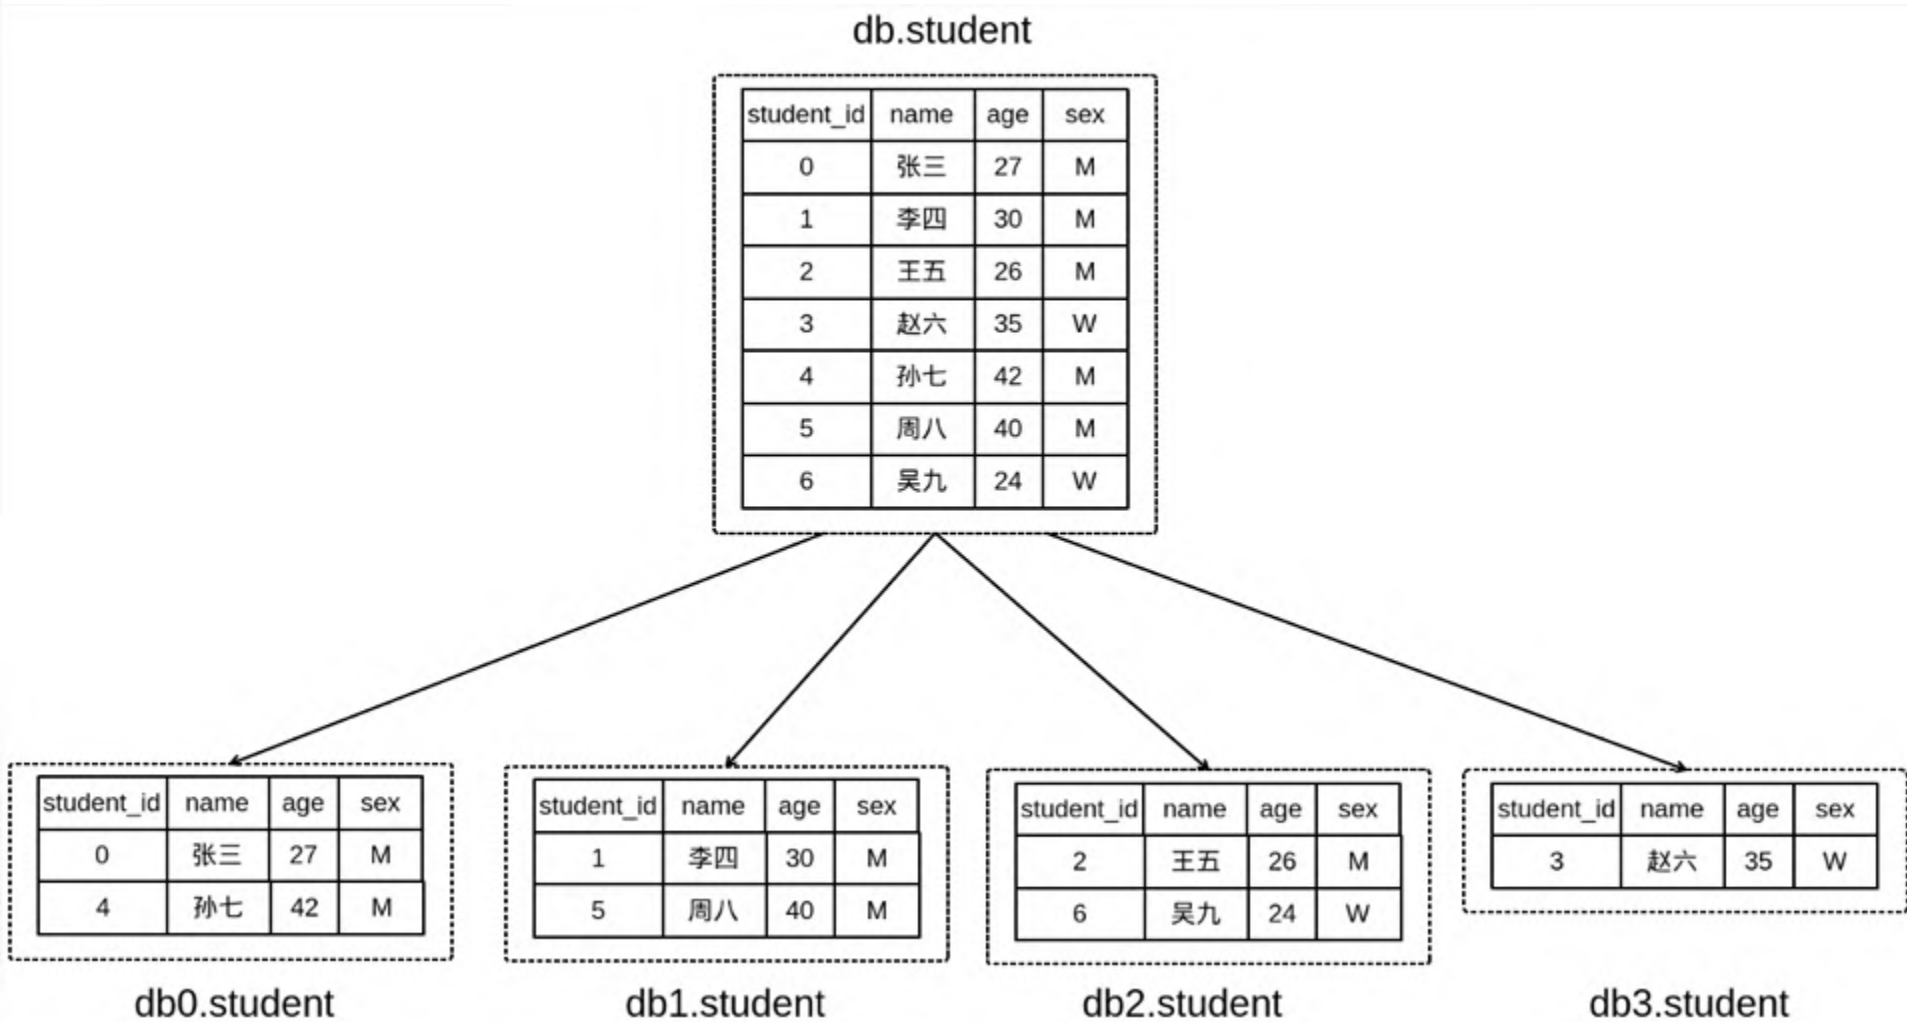 db.student
student_id name age sex
0 张三 27 M
1 李四 30 M
2 王五 26 M
3 赵六 35 W
4 孙七 42 M
5 周八 40 M
6 吴九 24 W
student_id name age sex
0 张三 27 M
4 孙七 42 M
db0.student
student_id name age sex
1 李四 30 M
5 周八 40 M
db1.student
student_id name age sex
2 王五 26 M
6 吴九 24 W
db2.student
student_id name age sex
3 赵六 35 W
db3.student